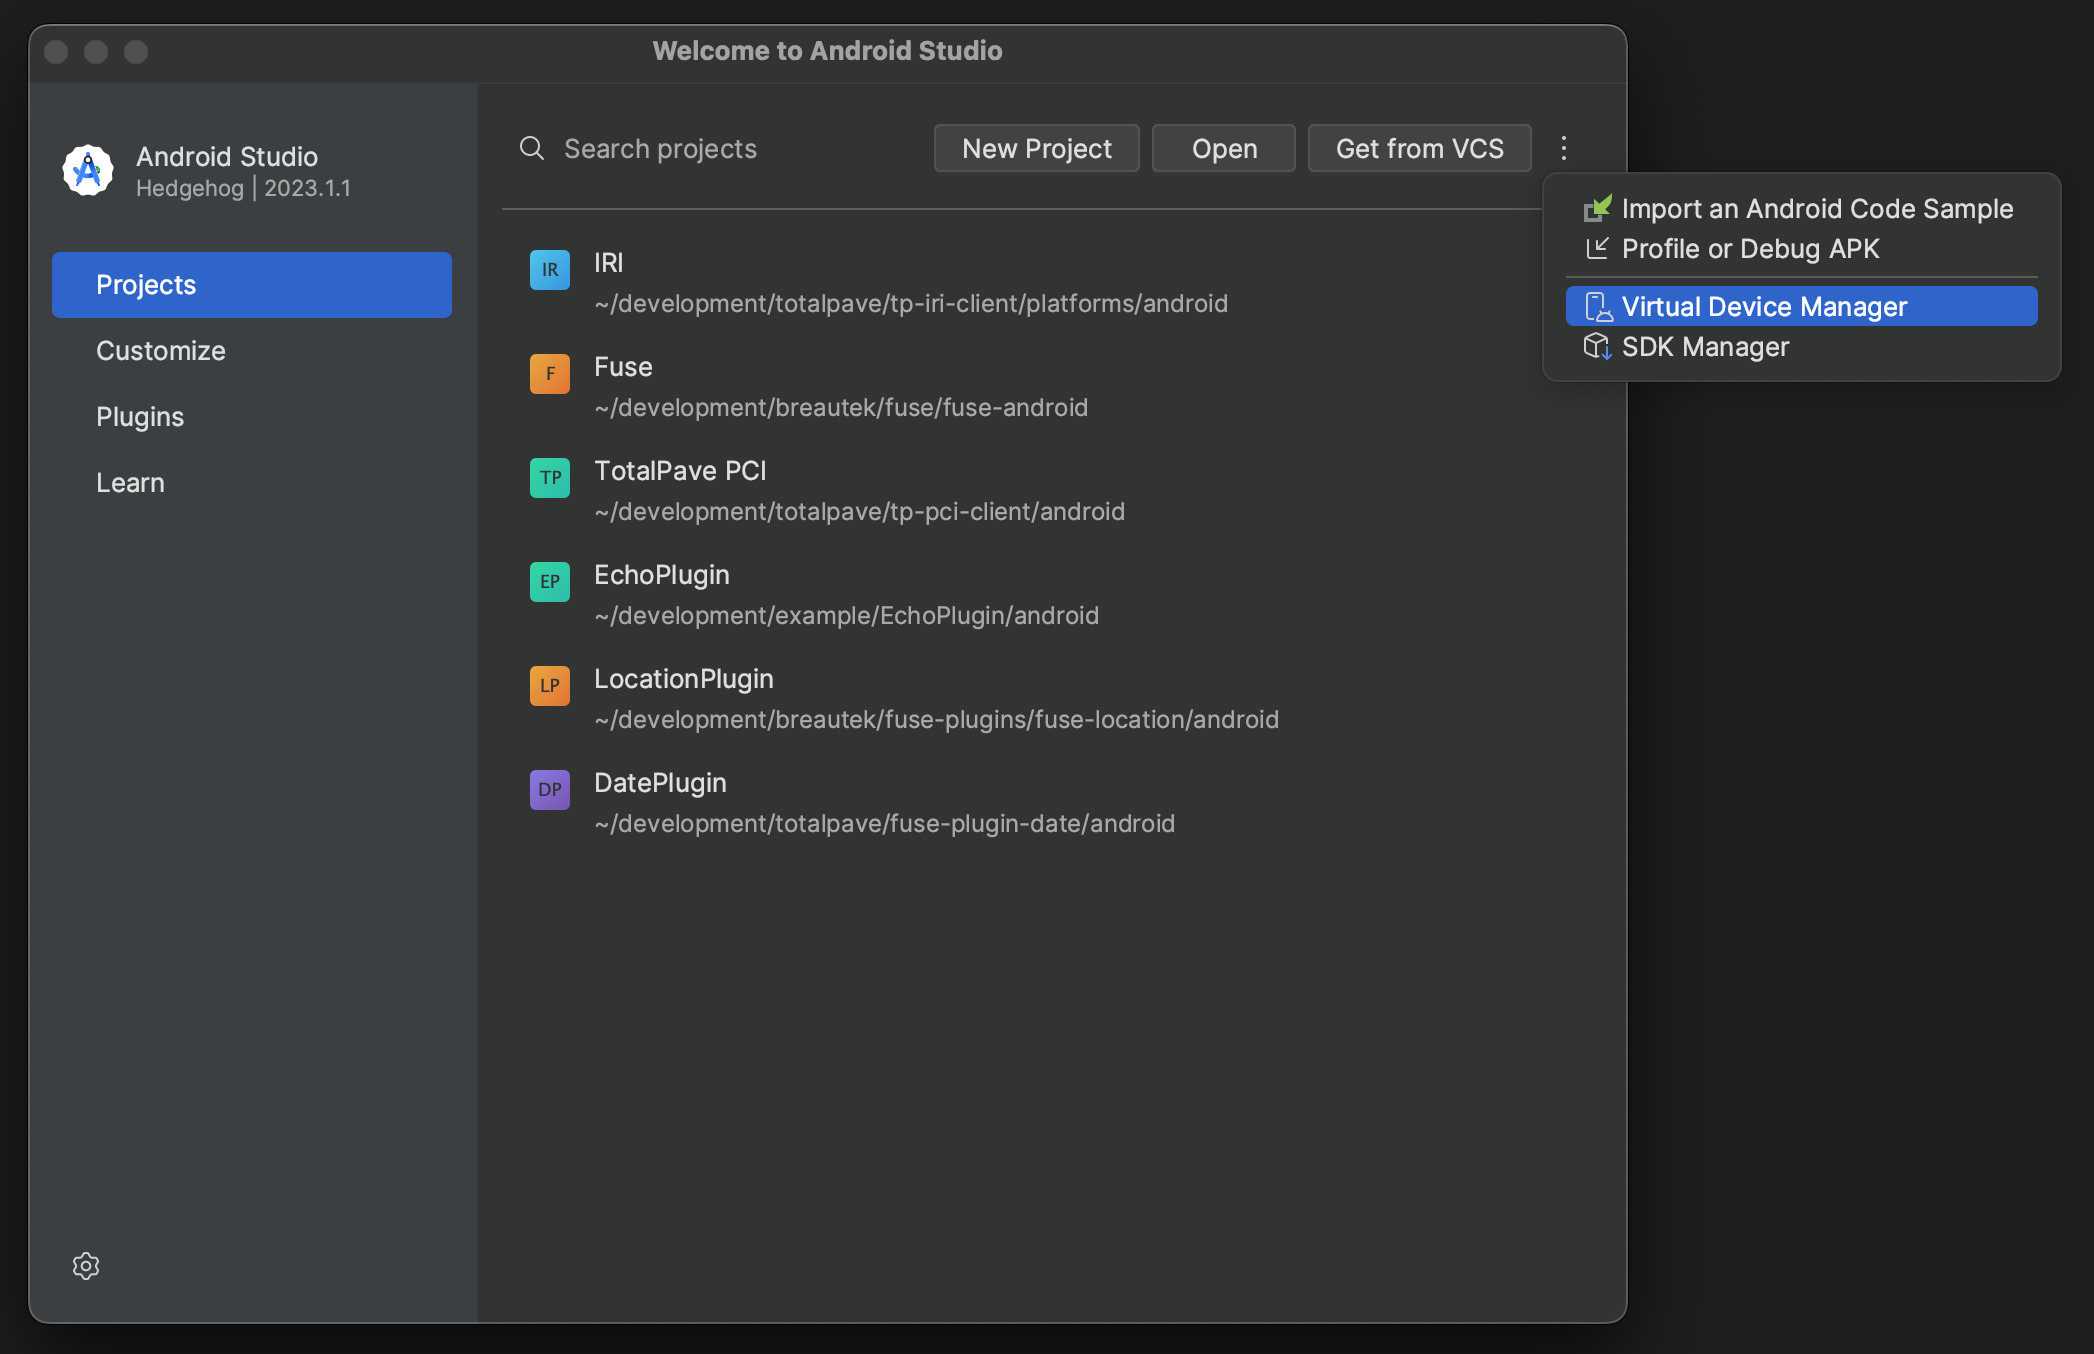 Welcome to Android Studio
Android Studio
Hedgehog | 2023.1.1
Projects
Customize
Plugins
Learn
Search projects
New Project
Open
Get from VCS
Import an Android Code Sample
Profile or Debug APK
Virtual Device Manager
SDK Manager
IR
IRI
~/development/totalpave/tp-iri-client/platforms/android
F
Fuse
~/development/breautek/fuse/fuse-android
TP
TotalPave PCI
~/development/totalpave/tp-pci-client/android
EP
EchoPlugin
~/development/example/EchoPlugin/android
LP
LocationPlugin
~/development/breautek/fuse-plugins/fuse-location/android
DP
DatePlugin
~/development/totalpave/fuse-plugin-date/android